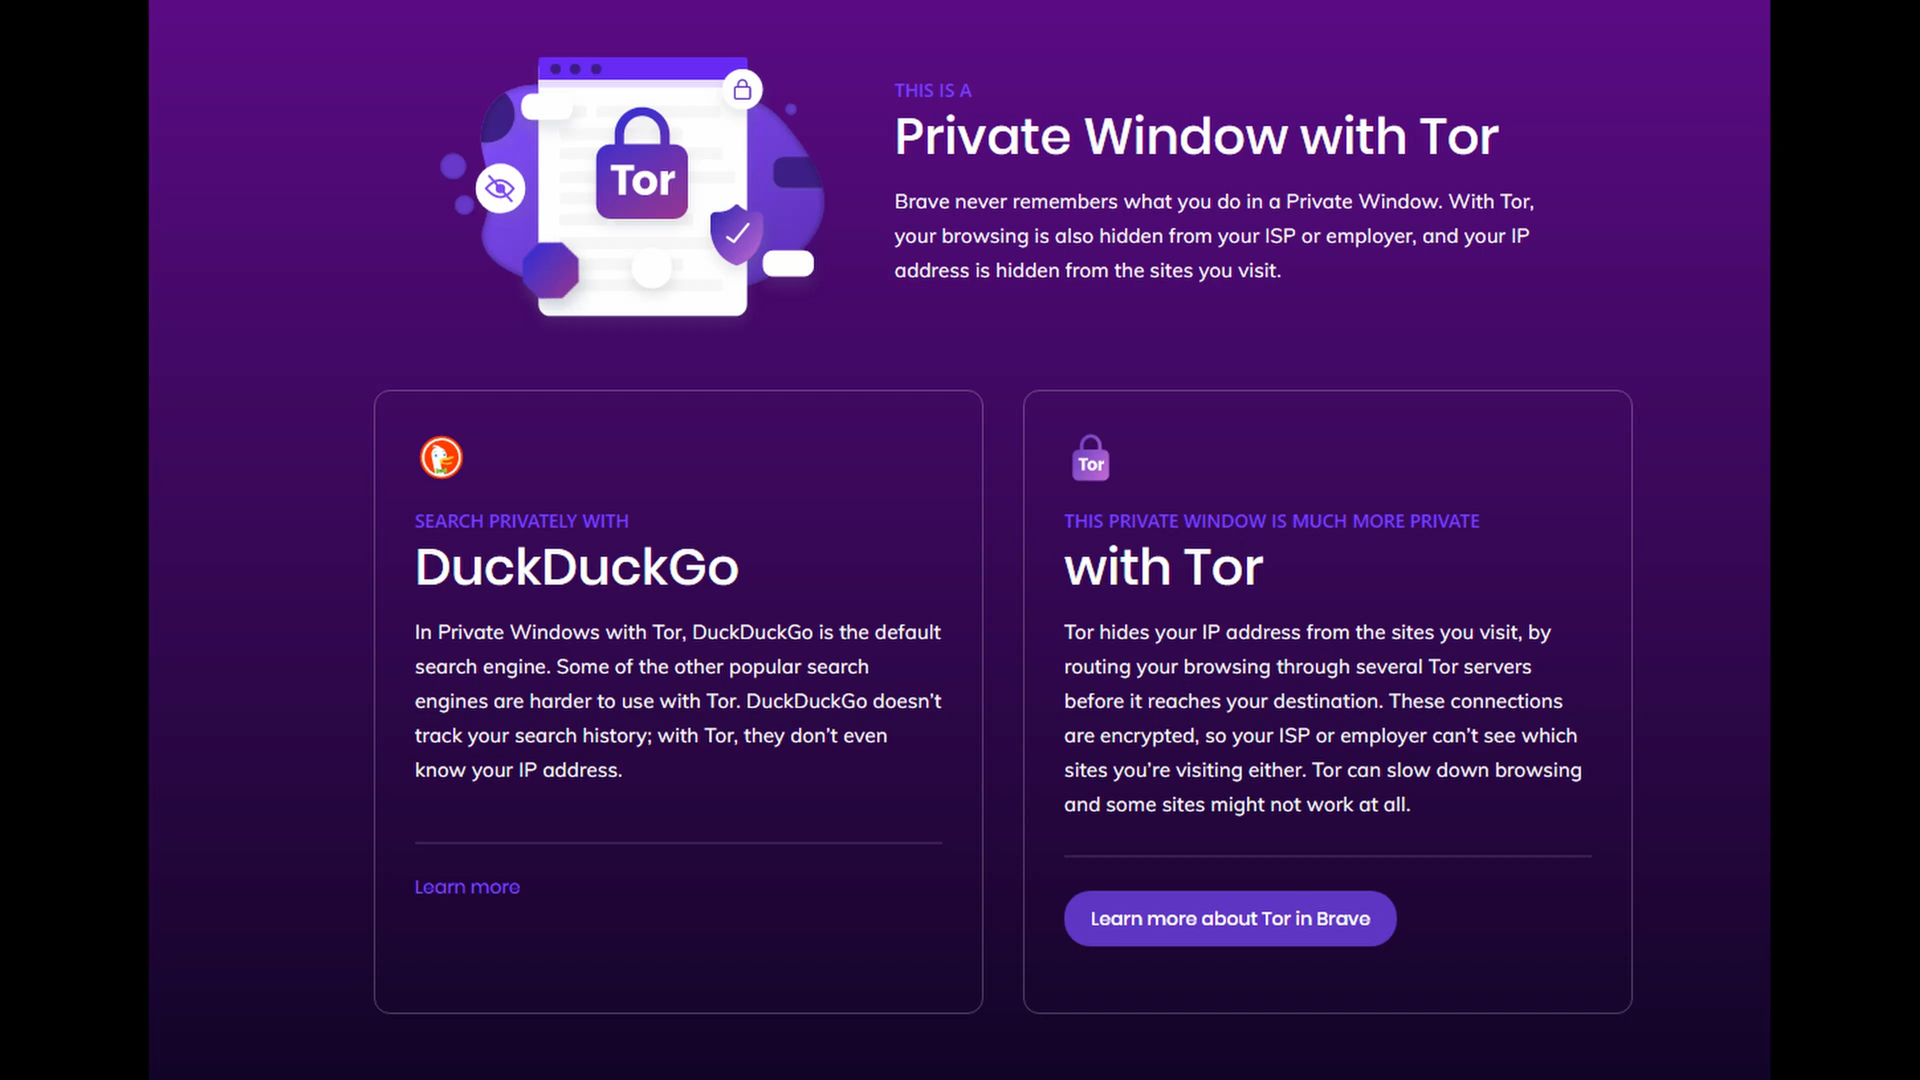 Tor
THIS IS A
Private Window with Tor
Brave never remembers what you do in a Private Window. With Tor,
your browsing is also hidden from your ISP or employer, and your IP
address is hidden from the sites you visit.
SEARCH PRIVATELY WITH
DuckDuckGo
In Private Windows with Tor, DuckDuckGo is the default
search engine. Some of the other popular search
engines are harder to use with Tor. DuckDuckGo doesn't
track your search history; with Tor, they don't even
know your IP address.
Learn more
Tor
THIS PRIVATE WINDOW IS MUCH MORE PRIVATE
with Tor
Tor hides your IP address from the sites you visit, by
routing your browsing through several Tor servers
before it reaches your destination. These connections
are encrypted, so your ISP or employer can't see which
sites you're visiting either. Tor can slow down browsing
and some sites might not work at all.
Learn more about Tor in Brave